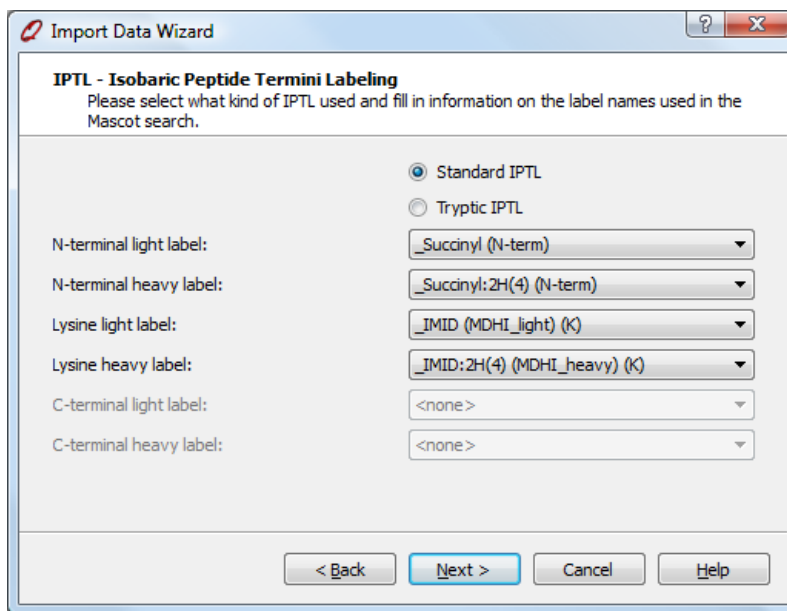 Import Data Wizard
IPTL - Isobaric Peptide Termini Labeling
Please select what kind of IPTL used and fill in information on the label names used in the
Mascot search.
Standard IPTL
Tryptic IPTL
N-terminal light label: _Succinyl (N-term)
N-terminal heavy label: _Succinyl:2H(4) (N-term)
Lysine light label: _IMID (MDHI_light) (K)
Lysine heavy label: _IMID:2H(4) (MDHI_heavy) (K)
C-terminal light label: <none>
C-terminal heavy label: <none>
< Back Next > Cancel Help